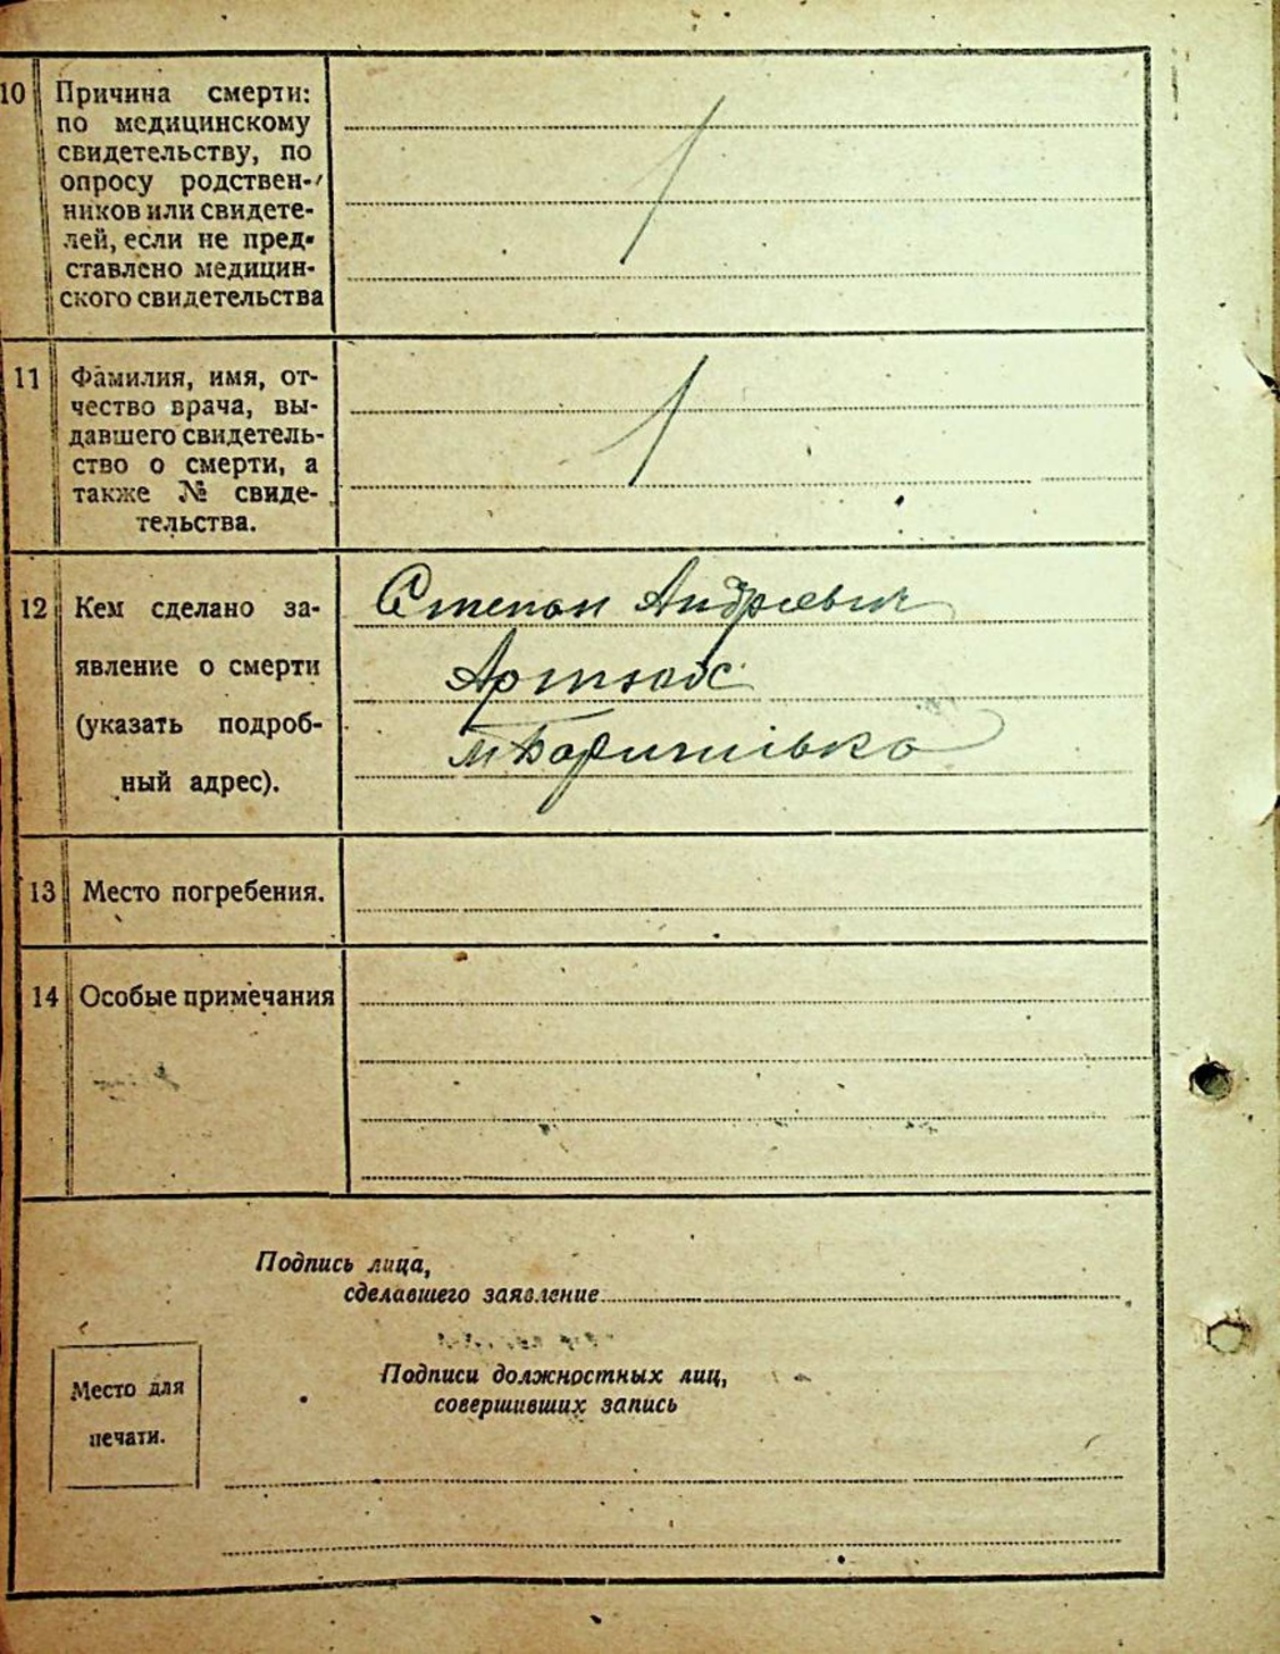 10 Причина смерти:
по медицинскому
свидетельству, по
опросу родствен-
ников или свидете-
лей, если не пред-
ставлено медицин-
ского свидетельства
11 Фамилия, имя, от-
чество врача, вы-
давшего свидетель-
ство о смерти, а
также № свиде-
тельства.
12 Кем сделано за-
явление о смерти
(указать подроб-
ный адрес).
Степан Андреевич
м Баришівка
13 Место погребения.
14 Особые примечания
Подпись лица,
сделавшего заявление
Подписи должностных лиц,
совершивших запись
Место для
печати.